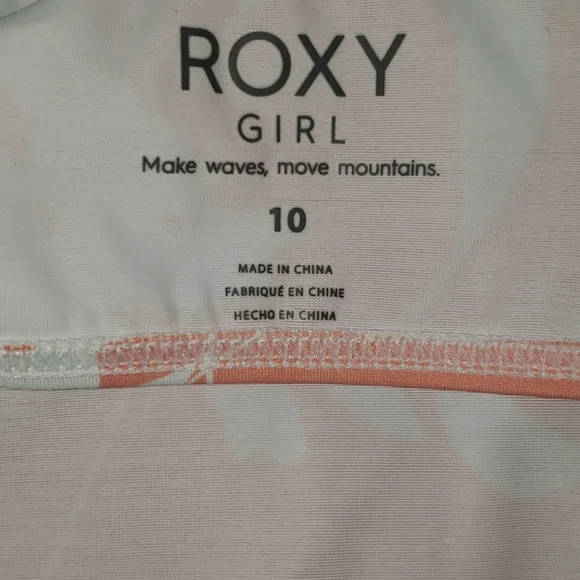 ROXY
GIRL
Make waves, move mountains.
10
MADE IN CHINA
FABRIQUÉ EN CHINE
HECHO EN CHINA